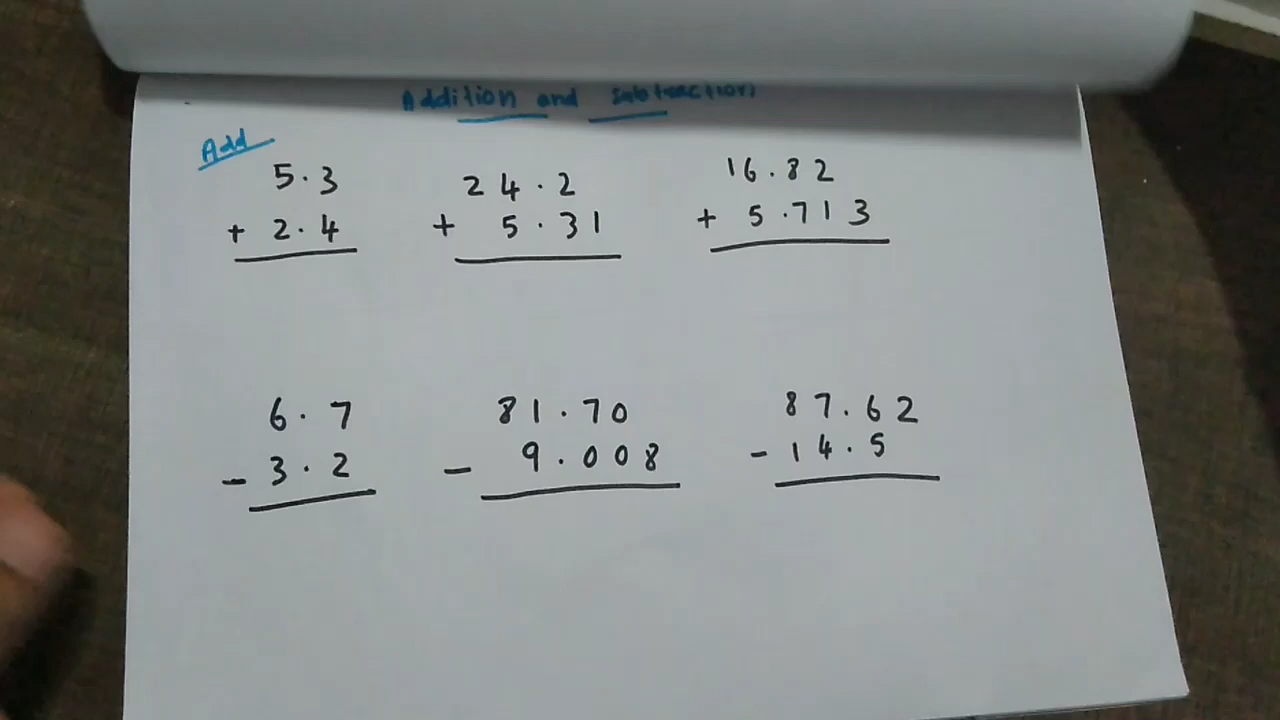 Addition and Subtraction
Add
5.3 24.2 16.82
+ 2.4 + 5.31 + 5.713
6.7 81.70 87.62
- 3.2 - 9.008 - 14.5